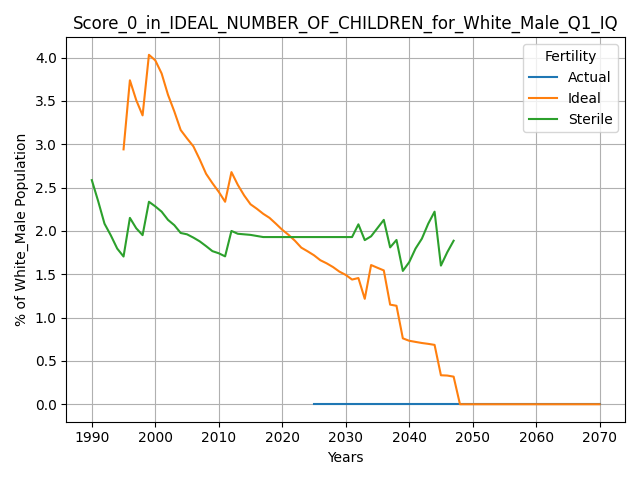 Score_0_in_IDEAL_NUMBER_OF_CHILDREN_for_White_Male_Q1_IQ
Fertility
Actual
Ideal
Sterile
% of White_Male Population
4.0
3.5
3.0
2.5
2.0
1.5
1.0
0.5
0.0
1990 2000 2010 2020 2030 2040 2050 2060 2070
Years